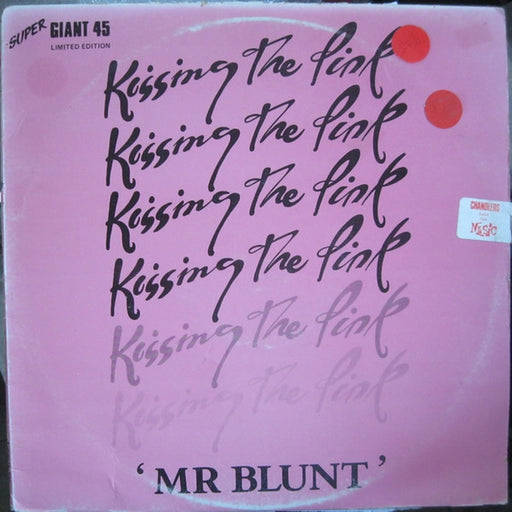 SUPER GIANT 45
LIMITED EDITION
Kissing The Pink
Kissing The Pink
Kissing The Pink
Kissing The Pink
Kissing The Pink
Kissing The Pink
CHANDLERS
MUSIC
'MR BLUNT'